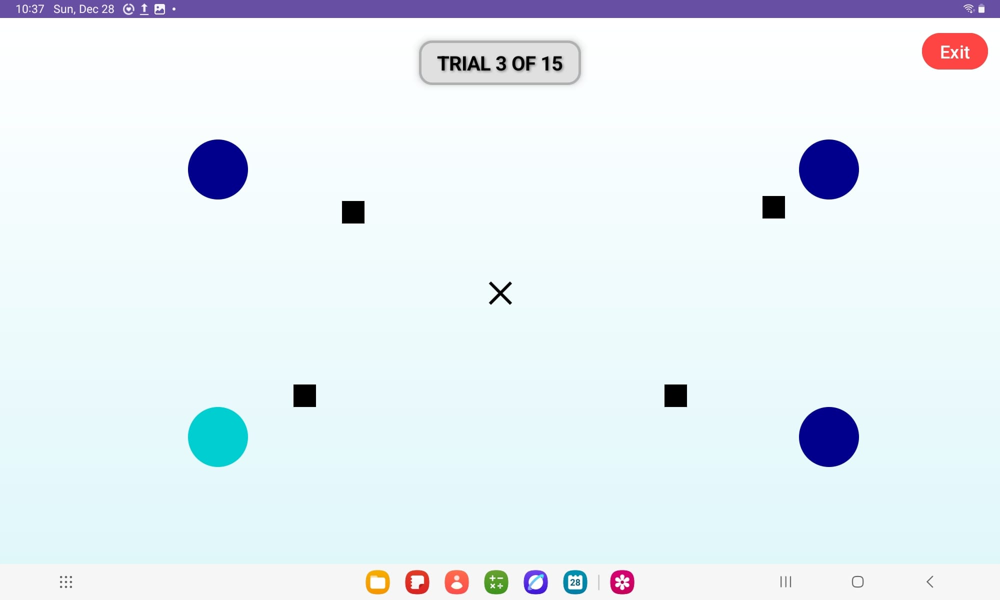 10:37 Sun, Dec 28
TRIAL 3 OF 15
Exit
28